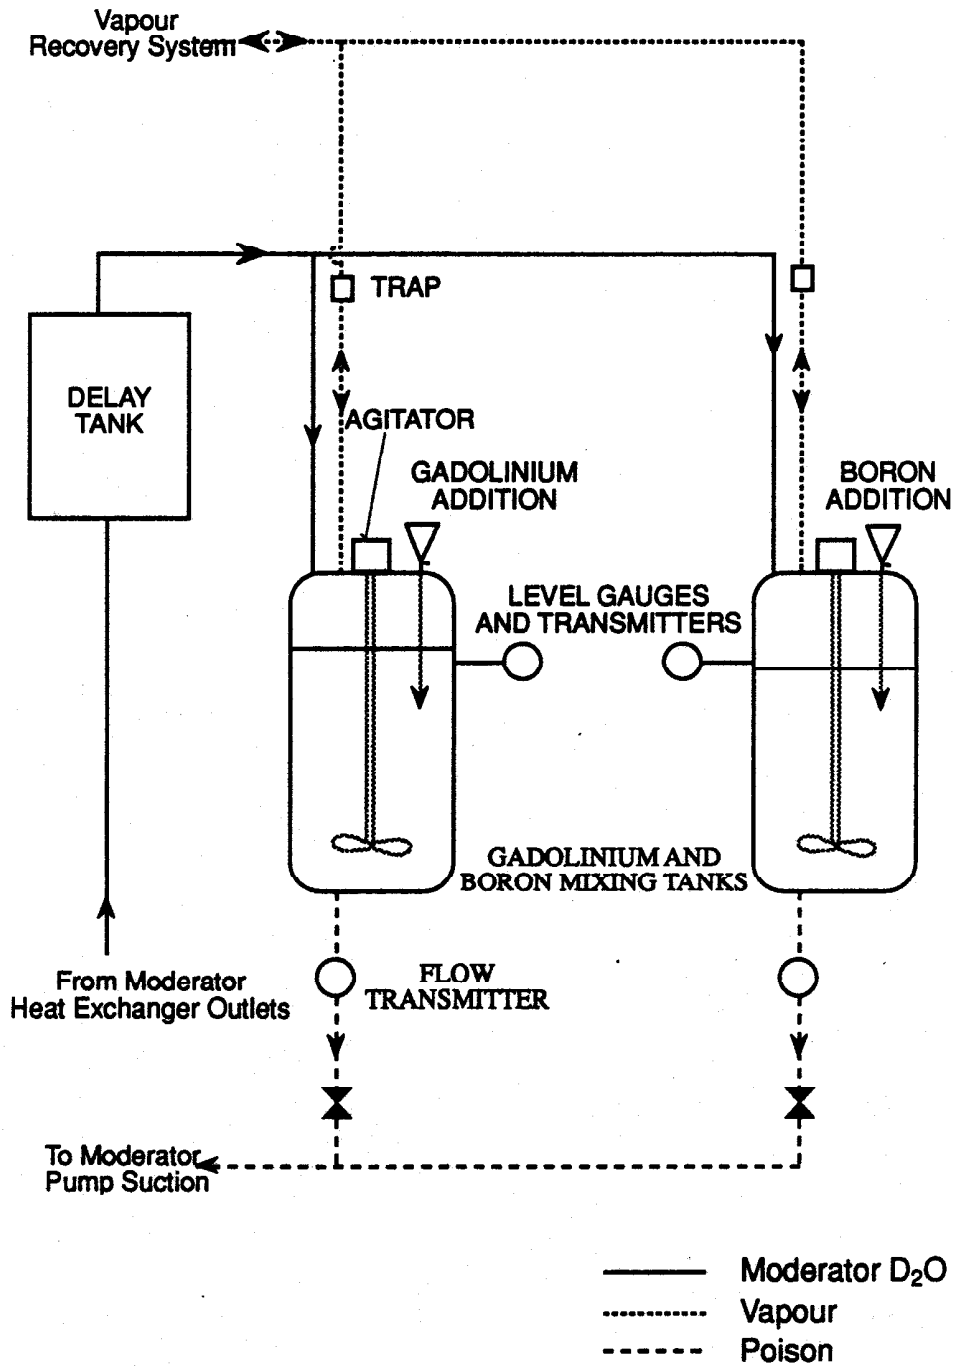 Vapour
Recovery System
TRAP
DELAY
TANK
AGITATOR
GADOLINIUM
ADDITION
BORON
ADDITION
LEVEL GAUGES
AND TRANSMITTERS
GADOLINIUM AND
BORON MIXING TANKS
From Moderator
Heat Exchanger Outlets
FLOW
TRANSMITTER
To Moderator
Pump Suction
Moderator D₂O
Vapour
Poison